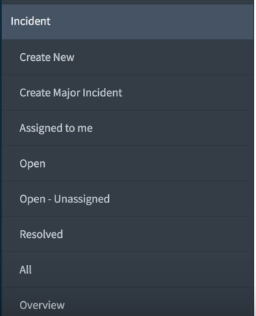 Incident
Create New
Create Major Incident
Assigned to me
Open
Open - Unassigned
Resolved
All
Overview